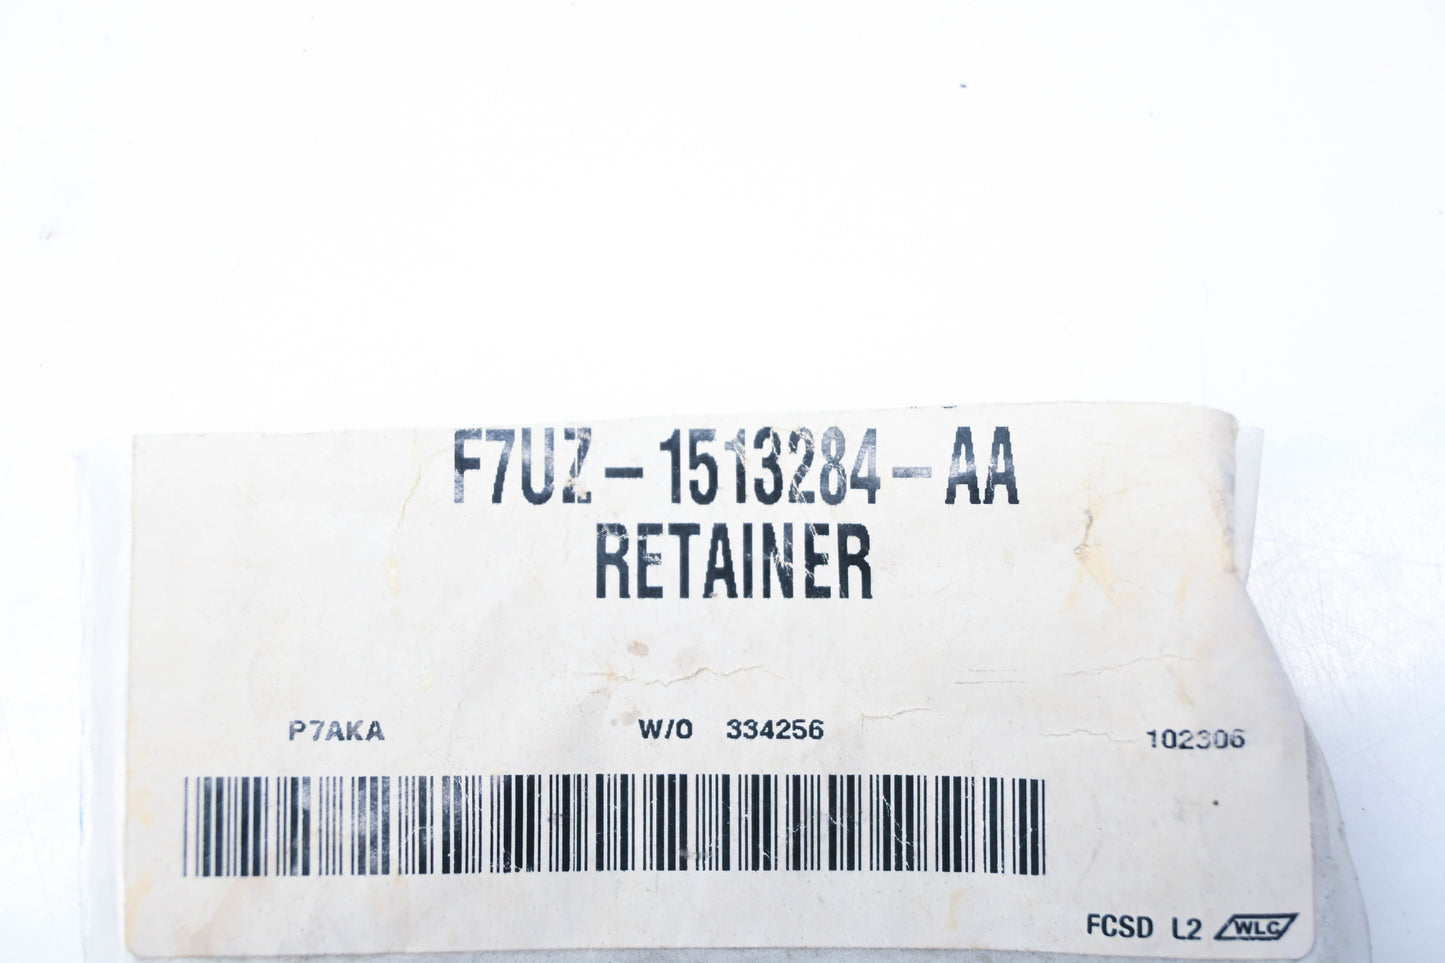 F7UZ-1513284-AA
RETAINER
P7AKA W/O 334256 102306
FCSD L2 WLC